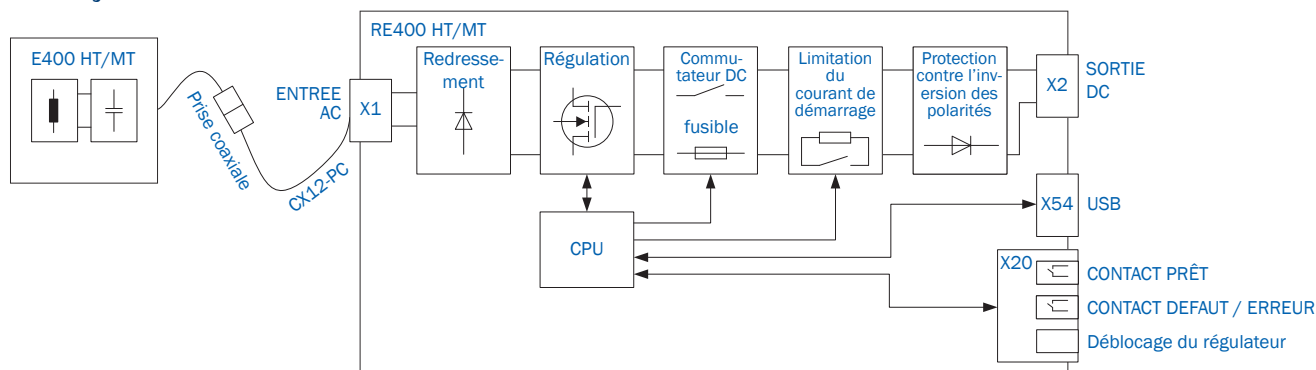 RE400 HT/MT
E400 HT/MT
Prise coaxiale
CX12-PC
ENTREE
AC
X1
Redresse-
ment
Régulation
Commu-
tateur DC
fusible
Limitation
du
courant de
démarrage
Protection
contre l'inv-
ersion des
polarités
X2
SORTIE
DC
CPU
X54
USB
X20
CONTACT PRÊT
CONTACT DEFAUT / ERREUR
Déblocage du régulateur